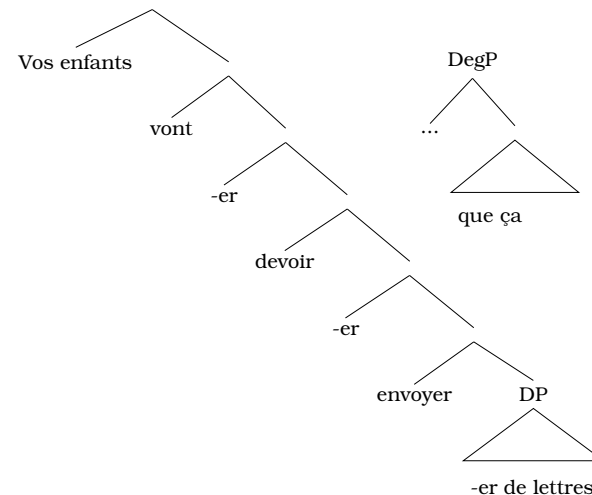 Vos enfants
DegP
vont
...
-er
que ça
devoir
-er
envoyer
DP
-er de lettres